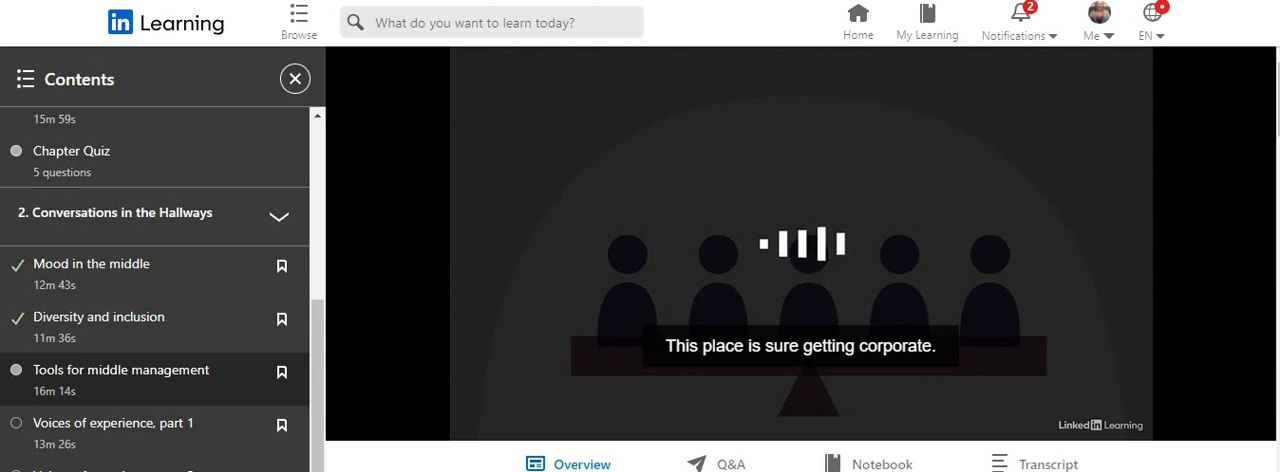 in Learning
Browse
What do you want to learn today?
Home
My Learning
2
Notifications
Me
EN
Contents
15m 59s
Chapter Quiz
5 questions
2. Conversations in the Hallways
Mood in the middle
12m 43s
Diversity and inclusion
11m 36s
Tools for middle management
16m 14s
Voices of experience, part 1
13m 26s
This place is sure getting corporate.
Linked in Learning
Overview
Q&A
Notebook
Transcript